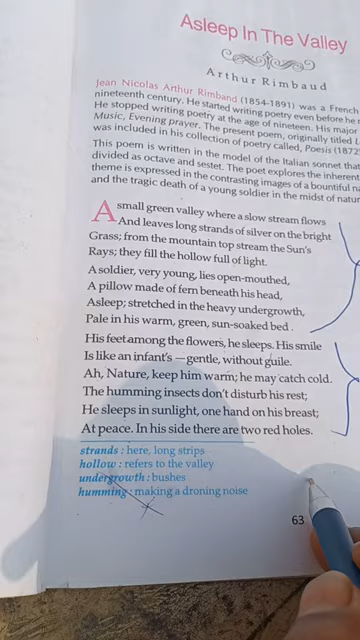 Asleep In The Valley
Arthur Rimbaud
Jean Nicolas Arthur Rimband (1854-1891) was a French
nineteenth century. He started writing poetry even before he
He stopped writing poetry at the age of nineteen. His major
Music, Evening prayer. The present poem, originally titled
was included in his collection of poetry called, Poesis (1872
This poem is written in the model of the Italian sonnet that
divided as octave and sestet. The poet explores the inherent
theme is expressed in the contrasting images of a bountiful
and the tragic death of a young soldier in the midst of
A small green valley where a slow stream flows
And leaves long strands of silver on the bright
Grass; from the mountain top stream the Sun's
Rays; they fill the hollow full of light.
A soldier, very young, lies open-mouthed,
A pillow made of fern beneath his head,
Asleep; stretched in the heavy undergrowth,
Pale in his warm, green, sun-soaked bed .
His feet among the flowers, he sleeps. His smile
Is like an infant's — gentle, without guile.
Ah, Nature, keep him warm; he may catch cold.
The humming insects don't disturb his rest;
He sleeps in sunlight, one hand on his breast;
At peace. In his side there are two red holes.
strands : here, long strips
hollow : refers to the valley
undergrowth : bushes
humming : making a droning noise
63